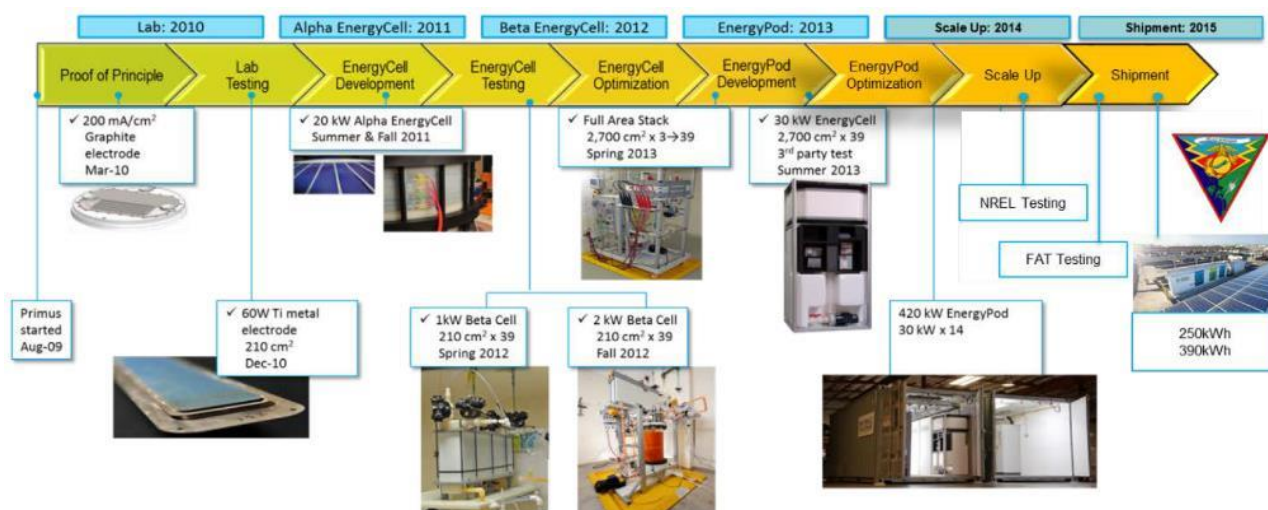 Lab: 2010
Alpha EnergyCell: 2011
Beta EnergyCell: 2012
EnergyPod: 2013
Scale Up: 2014
Shipment: 2015
Proof of Principle
Lab
Testing
EnergyCell
Development
EnergyCell
Testing
EnergyCell
Optimization
EnergyPod
Development
EnergyPod
Optimization
Scale Up
Shipment
✓ 200 mA/cm²
Graphite
electrode
Mar-10
✓ 20 kW Alpha EnergyCell
Summer & Fall 2011
✓ Full Area Stack
2,700 cm² x 3→39
Spring 2013
✓ 30 kW EnergyCell
2,700 cm² x 39
3rd party test
Summer 2013
NREL Testing
FAT Testing
Primus
started
Aug-09
✓ 60W Ti metal
electrode
210 cm²
Dec-10
✓ 1kW Beta Cell
210 cm² x 39
Spring 2012
✓ 2 kW Beta Cell
210 cm² x 39
Fall 2012
420 kW EnergyPod
30 kW x 14
250kWh
390kWh